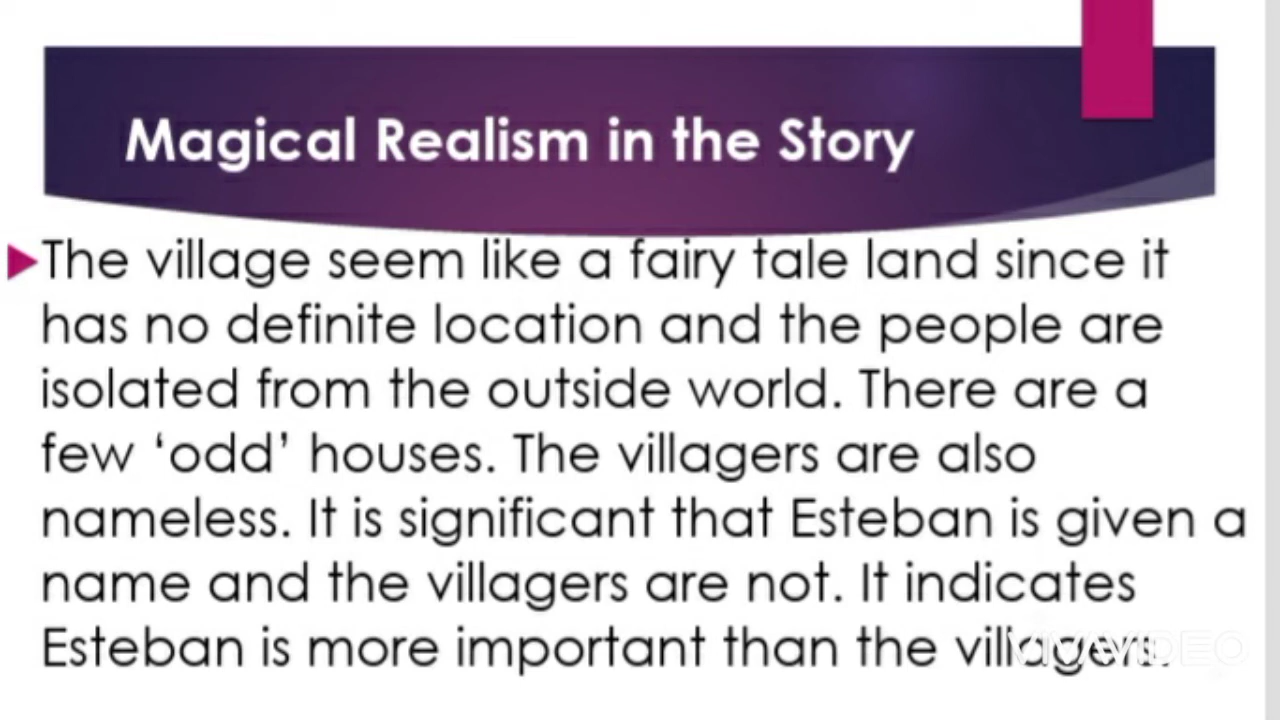 Magical Realism in the Story
The village seem like a fairy tale land since it
has no definite location and the people are
isolated from the outside world. There are a
few ‘odd’ houses. The villagers are also
nameless. It is significant that Esteban is given a
name and the villagers are not. It indicates
Esteban is more important than the villagers.
VIVAVIDEO